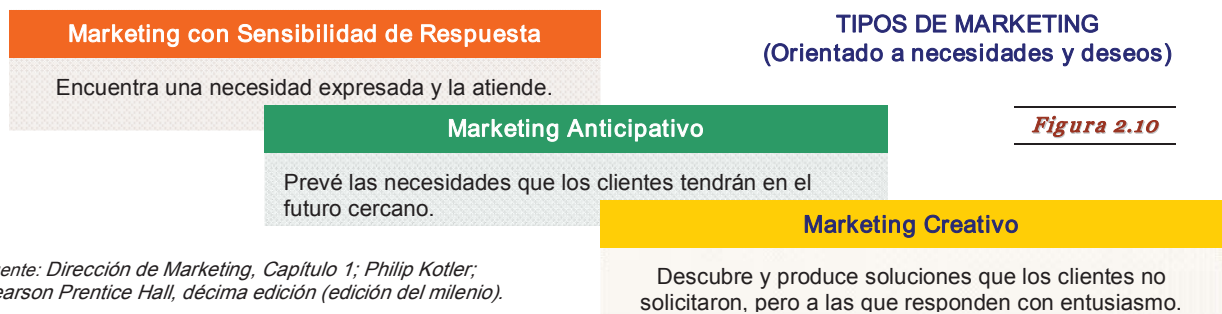 TIPOS DE MARKETING
(Orientado a necesidades y deseos)
Figura 2.10
Marketing con Sensibilidad de Respuesta
Encuentra una necesidad expresada y la atiende.
Marketing Anticipativo
Prevé las necesidades que los clientes tendrán en el
futuro cercano.
Marketing Creativo
Descubre y produce soluciones que los clientes no
solicitaron, pero a las que responden con entusiasmo.
ente: Dirección de Marketing, Capítulo 1; Philip Kotler;
earson Prentice Hall, décima edición (edición del milenio).